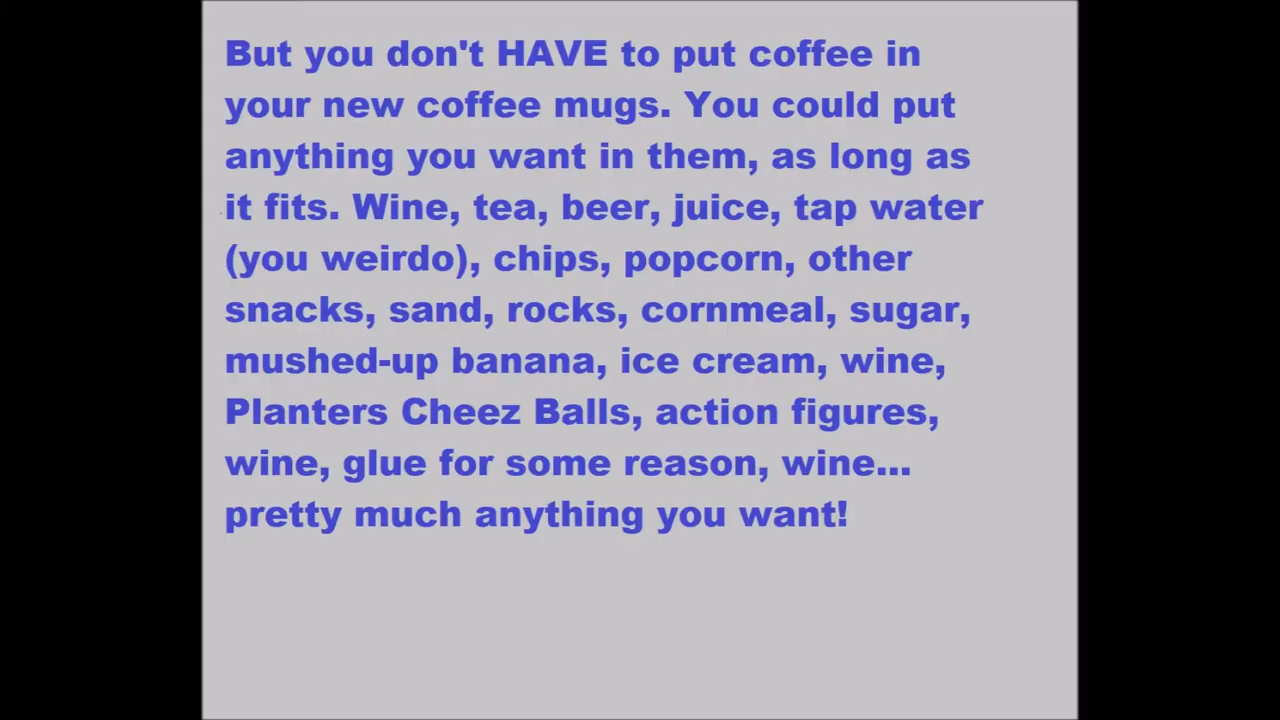 But you don't HAVE to put coffee in
your new coffee mugs. You could put
anything you want in them, as long as
it fits. Wine, tea, beer, juice, tap water
(you weirdo), chips, popcorn, other
snacks, sand, rocks, cornmeal, sugar,
mushed-up banana, ice cream, wine,
Planters Cheez Balls, action figures,
wine, glue for some reason, wine...
pretty much anything you want!